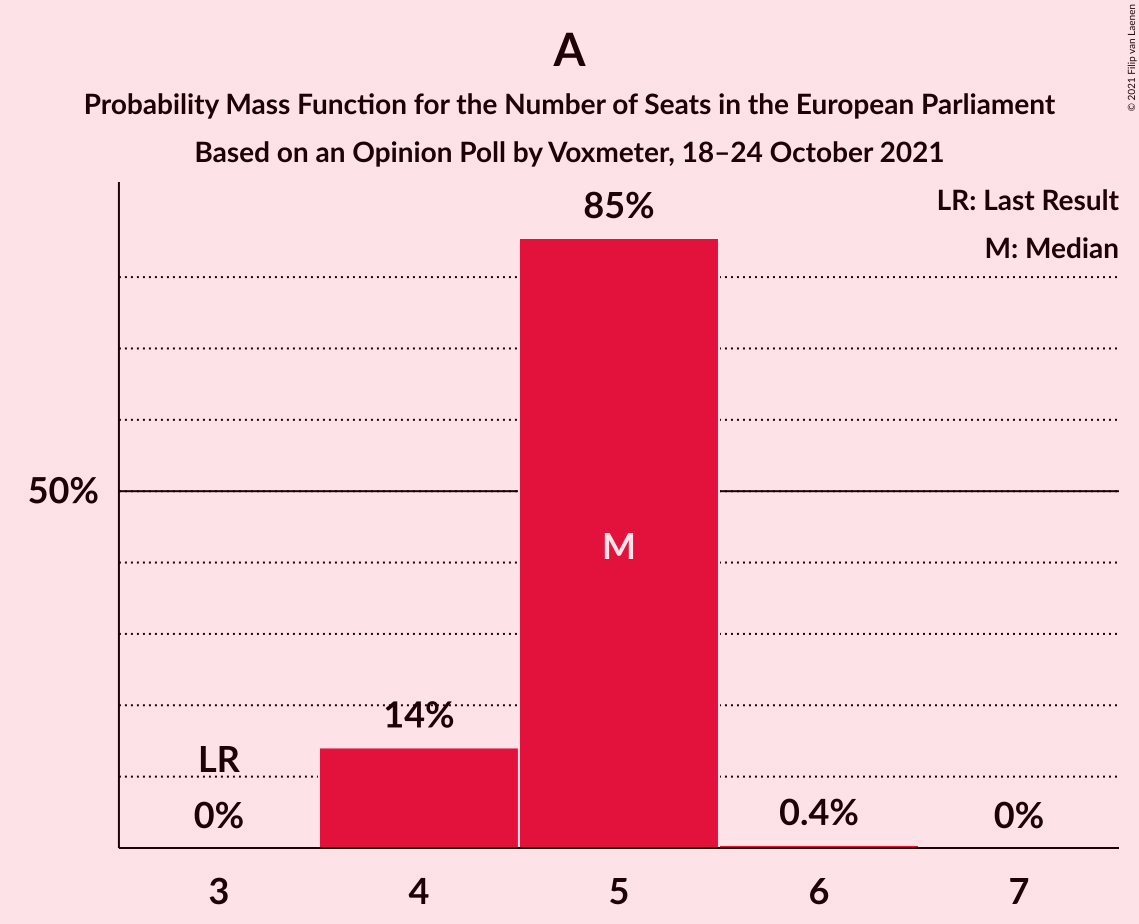 A
Probability Mass Function for the Number of Seats in the European Parliament
Based on an Opinion Poll by Voxmeter, 18–24 October 2021
© 2021 Filip van Laenen
LR: Last Result
M: Median
85%
50%
M
14%
LR
0%
0.4%
0%
3
4
5
6
7